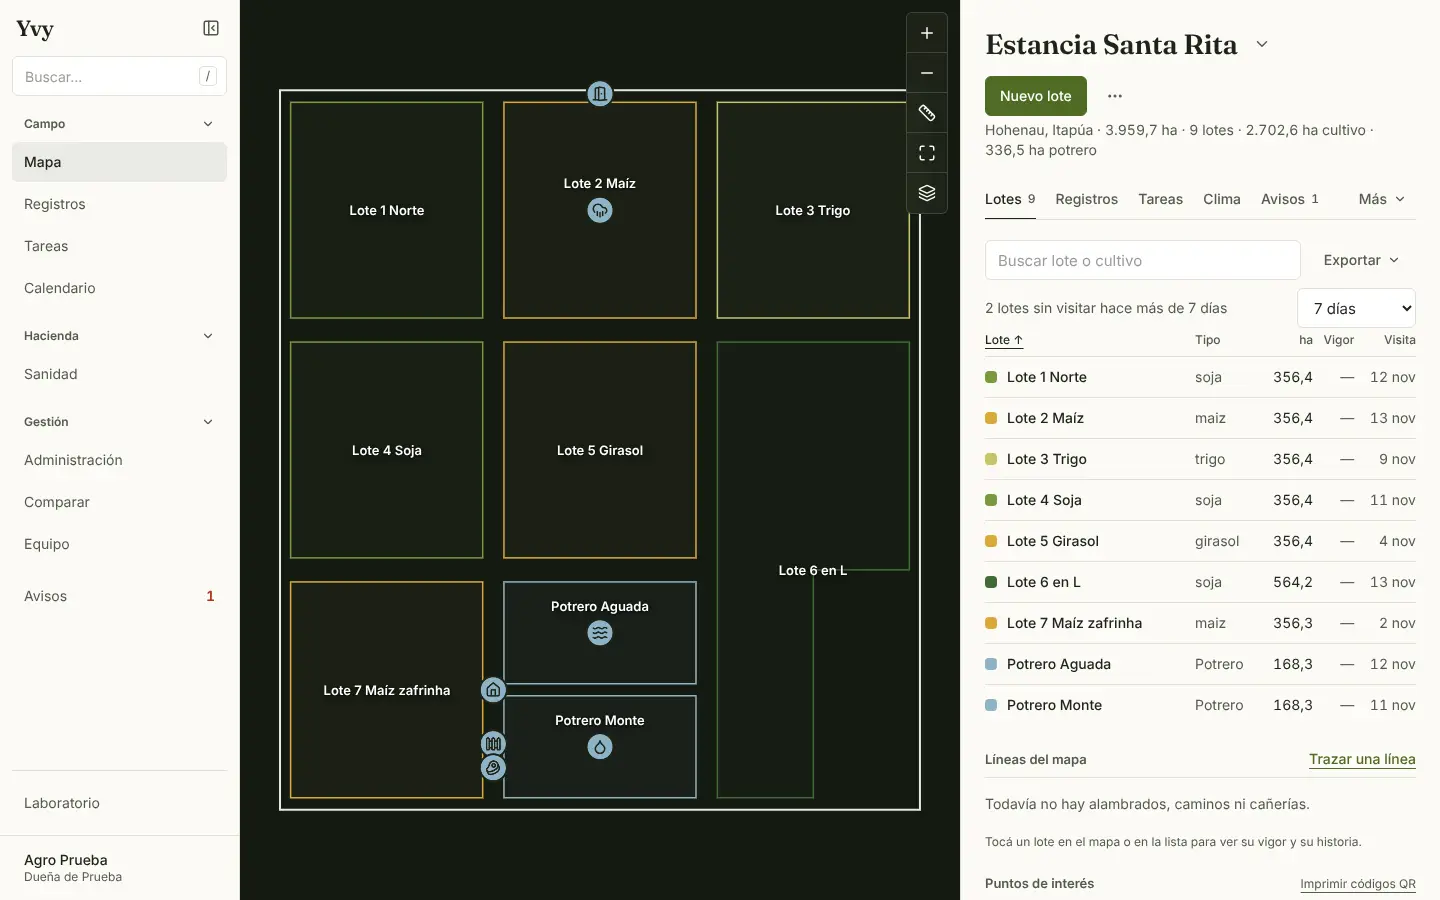 Yvy
Buscar...
/
Campo
Mapa
Registros
Tareas
Calendario
Hacienda
Sanidad
Gestión
Administración
Comparar
Equipo
Avisos 1
Laboratorio
Agro Prueba
Dueña de Prueba
Lote 1 Norte
Lote 2 Maíz
Lote 3 Trigo
Lote 4 Soja
Lote 5 Girasol
Lote 6 en L
Lote 7 Maíz zafrinha
Potrero Aguada
Potrero Monte
Estancia Santa Rita
Nuevo lote
Hohenau, Itapúa · 3.959,7 ha · 9 lotes · 2.702,6 ha cultivo ·
336,5 ha potrero
Lotes 9 Registros Tareas Clima Avisos 1 Más
Buscar lote o cultivo
Exportar
2 lotes sin visitar hace más de 7 días
7 días
Lote ↑ Tipo ha Vigor Visita
Lote 1 Norte soja 356,4 — 12 nov
Lote 2 Maíz maiz 356,4 — 13 nov
Lote 3 Trigo trigo 356,4 — 9 nov
Lote 4 Soja soja 356,4 — 11 nov
Lote 5 Girasol girasol 356,4 — 4 nov
Lote 6 en L soja 564,2 — 13 nov
Lote 7 Maíz zafrinha maiz 356,3 — 2 nov
Potrero Aguada Potrero 168,3 — 12 nov
Potrero Monte Potrero 168,3 — 11 nov
Líneas del mapa Trazar una línea
Todavía no hay alambrados, caminos ni cañerías.
Tocá un lote en el mapa o en la lista para ver su vigor y su historia.
Puntos de interés Imprimir códigos QR